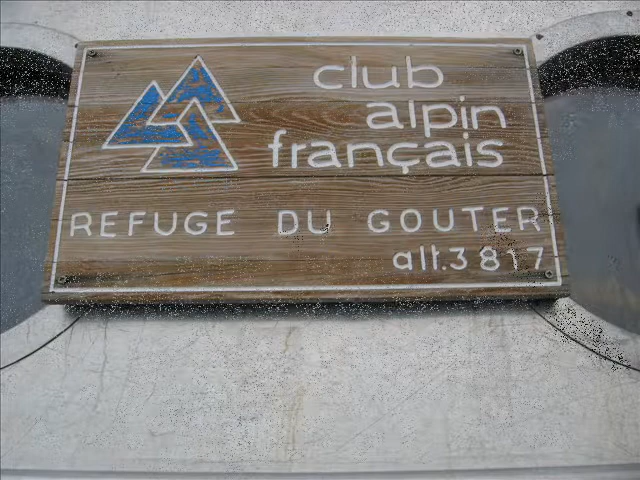 club
alpin
français
REFUGE DU GOUTER
alt.3817